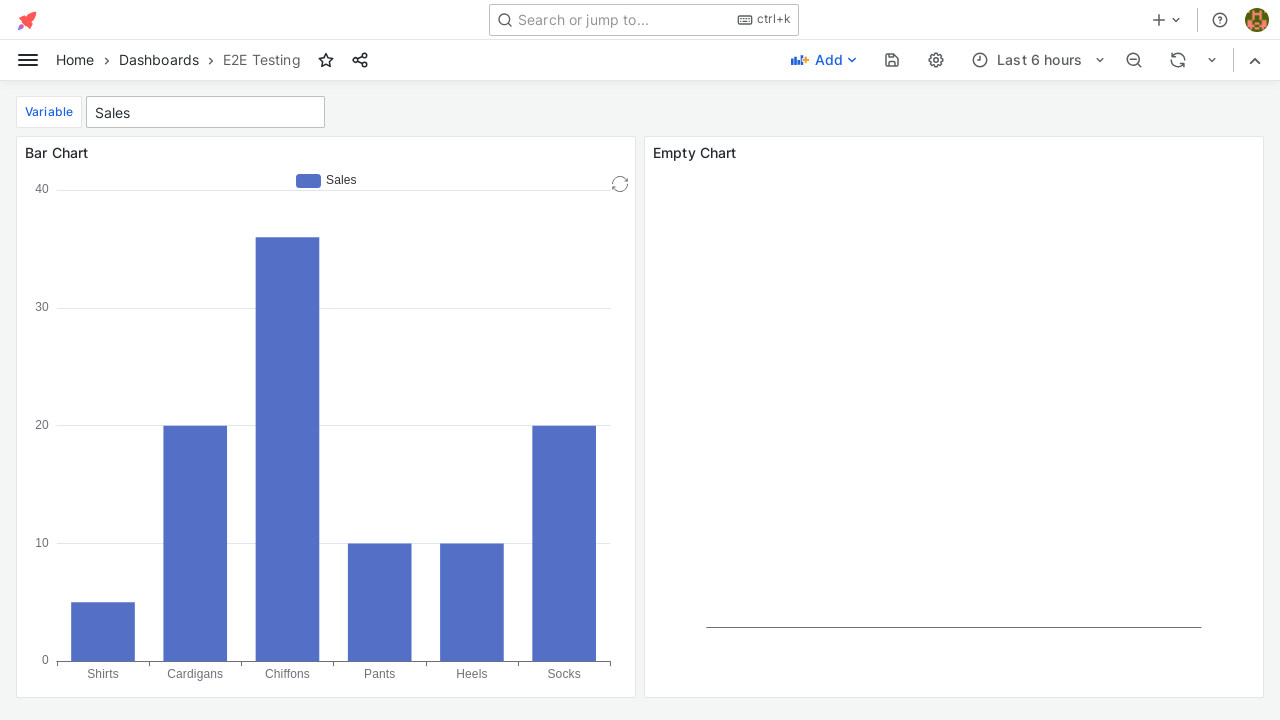 Search or jump to... ctrl+k
Home Dashboards E2E Testing Add Last 6 hours
Variable Sales
Bar Chart
Sales
40
30
20
10
0
Shirts Cardigans Chiffons Pants Heels Socks
Empty Chart